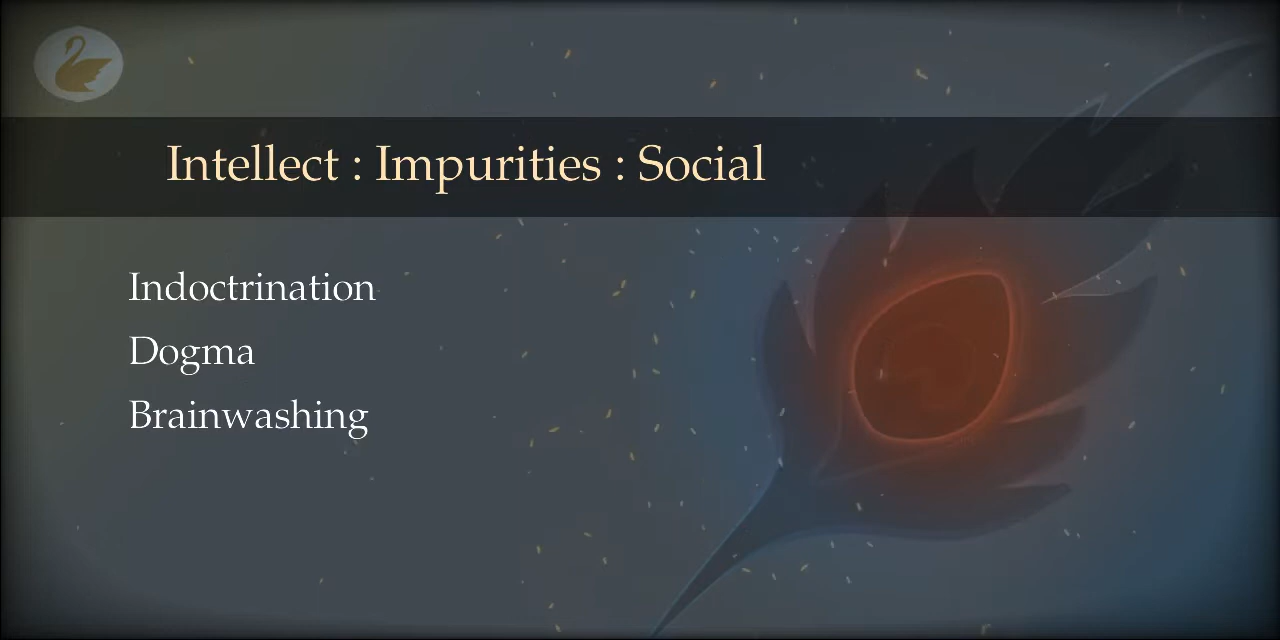 Intellect : Impurities : Social
Indoctrination
Dogma
Brainwashing